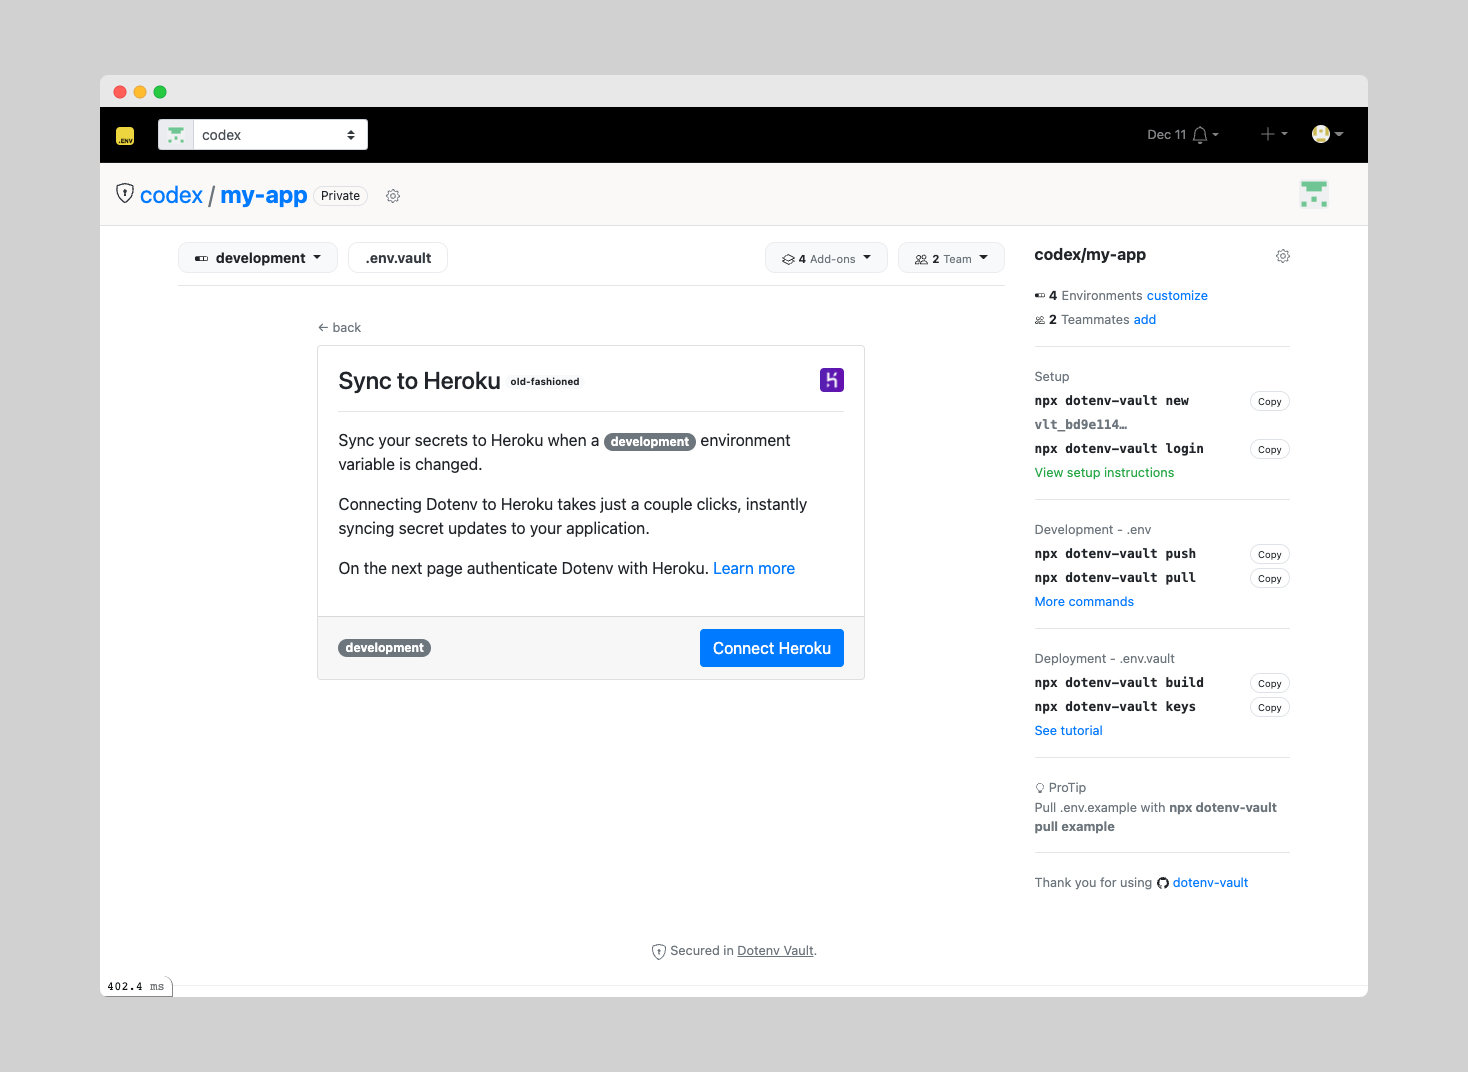 .ENV
codex
Dec 11
codex / my-app Private
development
.env.vault
4 Add-ons
2 Team
← back
Sync to Heroku old-fashioned
Sync your secrets to Heroku when a development environment
variable is changed.
Connecting Dotenv to Heroku takes just a couple clicks, instantly
syncing secret updates to your application.
On the next page authenticate Dotenv with Heroku. Learn more
development
Connect Heroku
codex/my-app
4 Environments customize
2 Teammates add
Setup
npx dotenv-vault new Copy
vlt_bd9e114…
npx dotenv-vault login Copy
View setup instructions
Development - .env
npx dotenv-vault push Copy
npx dotenv-vault pull Copy
More commands
Deployment - .env.vault
npx dotenv-vault build Copy
npx dotenv-vault keys Copy
See tutorial
ProTip
Pull .env.example with npx dotenv-vault
pull example
Thank you for using dotenv-vault
Secured in Dotenv Vault.
402.4 ms